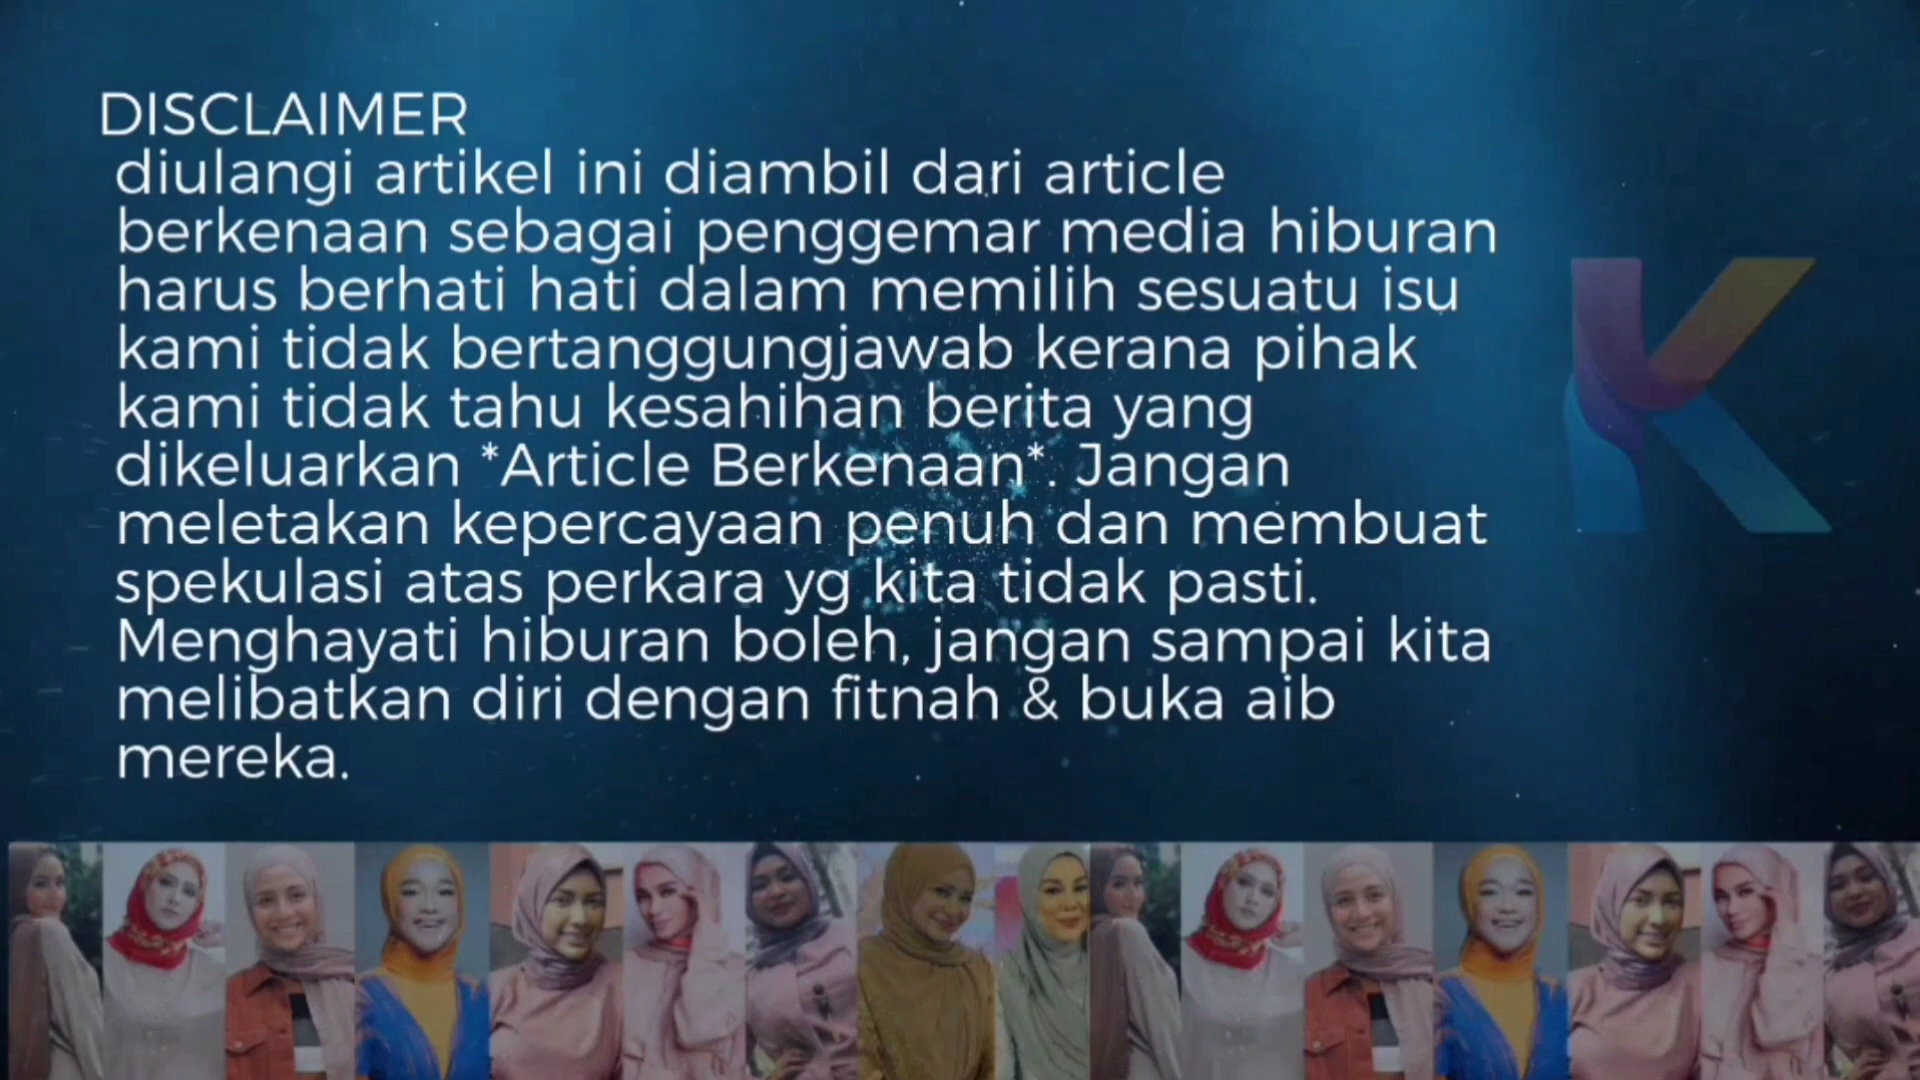 DISCLAIMER
diulangi artikel ini diambil dari article
berkenaan sebagai penggemar media hiburan
harus berhati hati dalam memilih sesuatu isu
kami tidak bertanggungjawab kerana pihak
kami tidak tahu kesahihan berita yang
dikeluarkan *Article Berkenaan*. Jangan
meletakan kepercayaan penuh dan membuat
spekulasi atas perkara yg kita tidak pasti.
Menghayati hiburan boleh, jangan sampai kita
melibatkan diri dengan fitnah & buka aib
mereka.
K